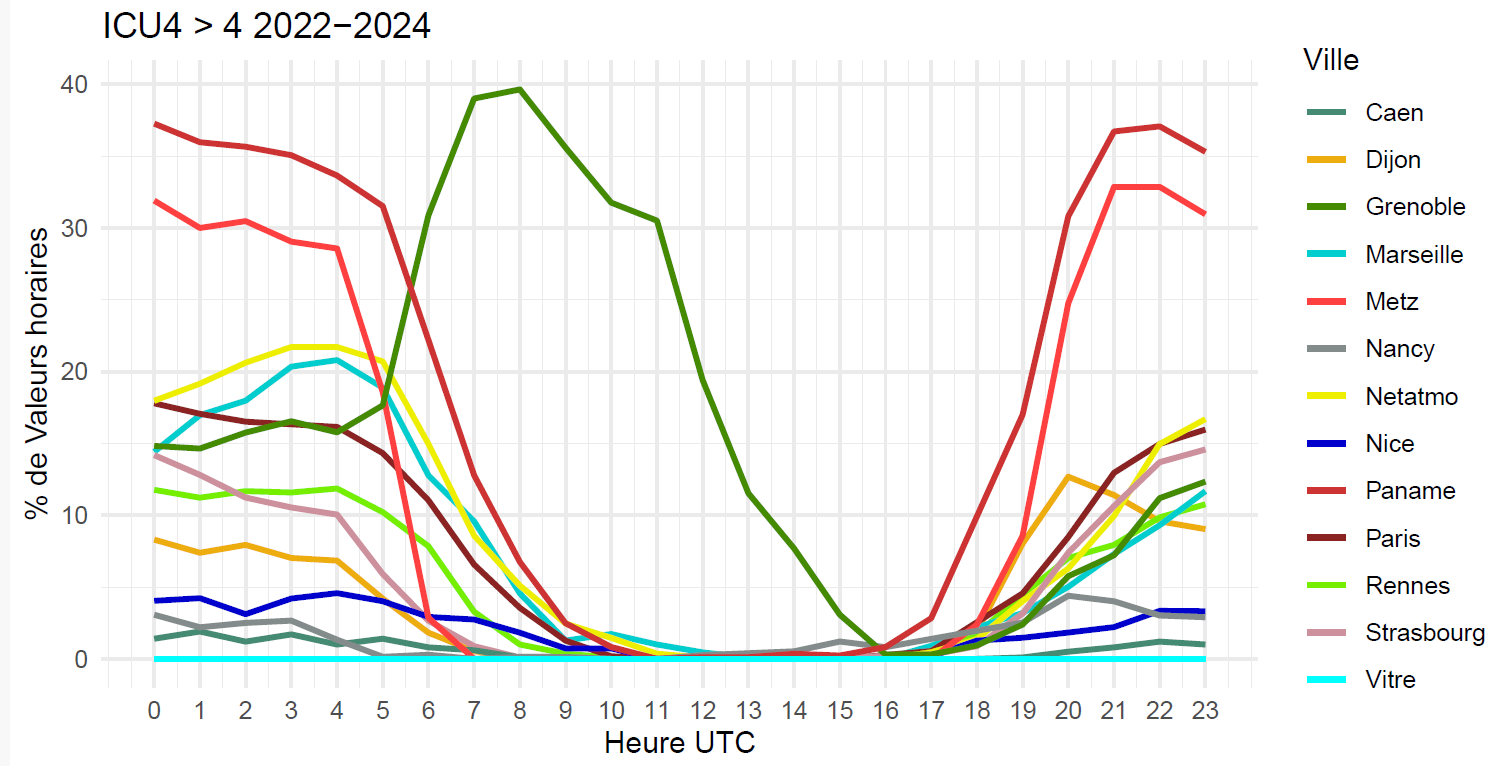 ICU4 > 4 2022−2024
% de Valeurs horaires
40
30
20
10
0
0 1 2 3 4 5 6 7 8 9 10 11 12 13 14 15 16 17 18 19 20 21 22 23
Heure UTC
Ville
Caen
Dijon
Grenoble
Marseille
Metz
Nancy
Netatmo
Nice
Paname
Paris
Rennes
Strasbourg
Vitre